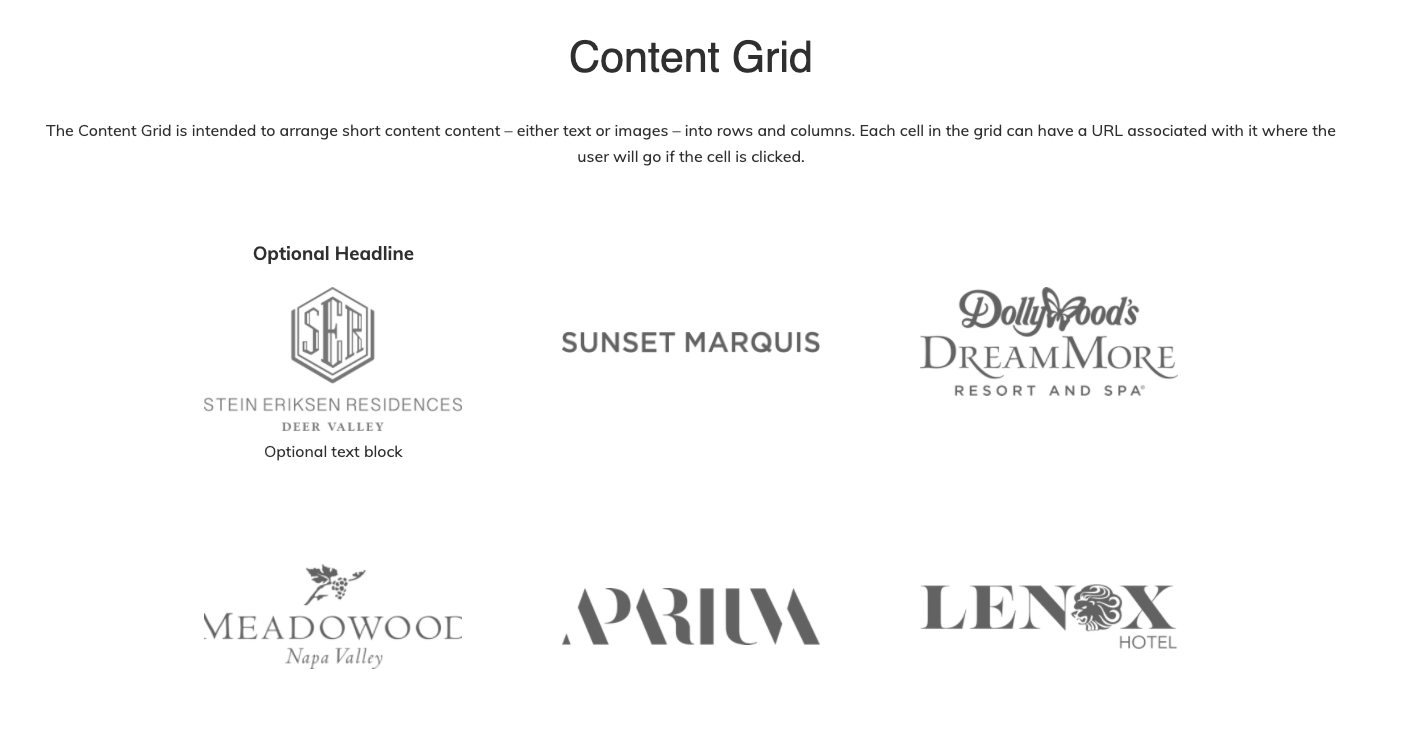 Content Grid
The Content Grid is intended to arrange short content content – either text or images – into rows and columns. Each cell in the grid can have a URL associated with it where the
user will go if the cell is clicked.
Optional Headline
SER
STEIN ERIKSEN RESIDENCES
DEER VALLEY
Optional text block
SUNSET MARQUIS
Dollywood's
DREAMMORE
RESORT AND SPA®
MEADOWOOD
Napa Valley
APARIUM
LENOX
HOTEL